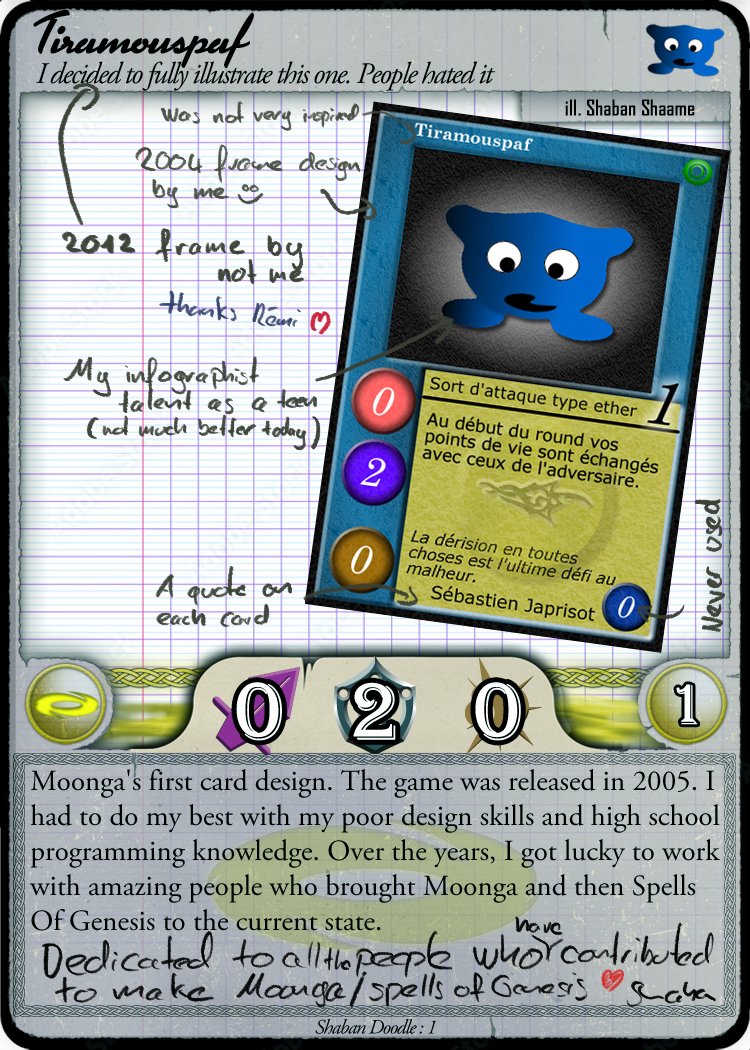 Tiramouspaf
I decided to fully illustrate this one. People hated it
ill. Shaban Shaame
Was not very inspired
2004 frame design
by me
2012 frame by
not me
thanks Rémi
My infographist
talent as a teen
(not much better today)
A quote on
each card
Never used
Tiramouspaf
0
2
0
Sort d'attaque type ether
1
Au début du round vos
points de vie sont échangés
avec ceux de l'adversaire.
La dérision en toutes
choses est l'ultime défi au
malheur.
Sébastien Japrisot
0
0
2
0
1
Moonga's first card design. The game was released in 2005. I
had to do my best with my poor design skills and high school
programming knowledge. Over the years, I got lucky to work
with amazing people who brought Moonga and then Spells
Of Genesis to the current state.
Dedicated to all the people who have contributed
to make Moonga/spells of Genesis Shaban
Shaban Doodle : 1